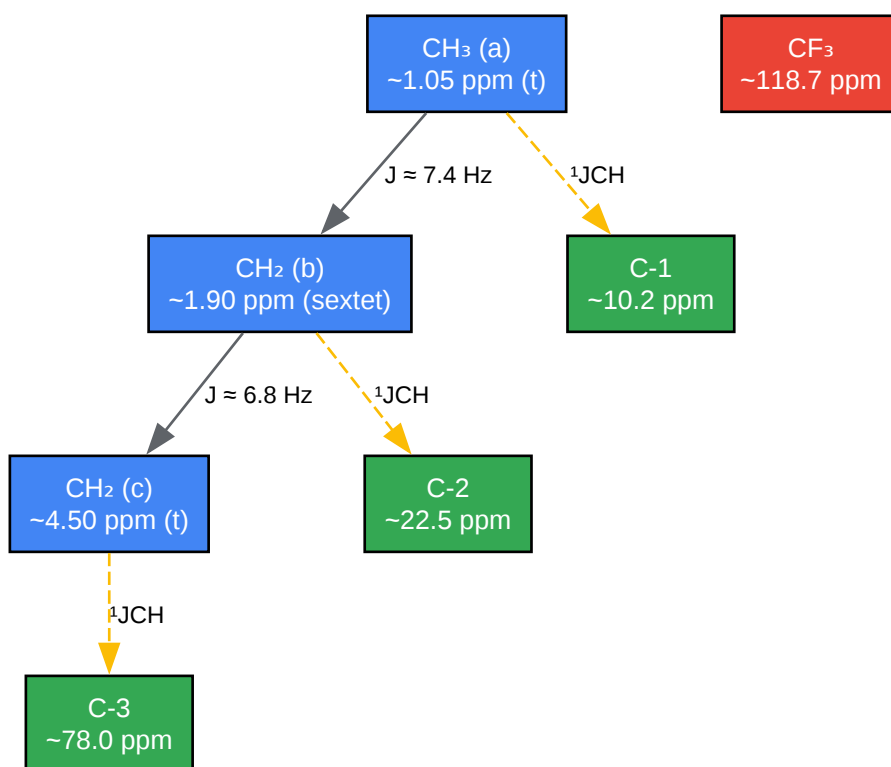 CH₃ (a)
~1.05 ppm (t)
CF₃
~118.7 ppm
J ≈ 7.4 Hz
¹JCH
CH₂ (b)
~1.90 ppm (sextet)
C-1
~10.2 ppm
J ≈ 6.8 Hz
¹JCH
CH₂ (c)
~4.50 ppm (t)
C-2
~22.5 ppm
¹JCH
C-3
~78.0 ppm